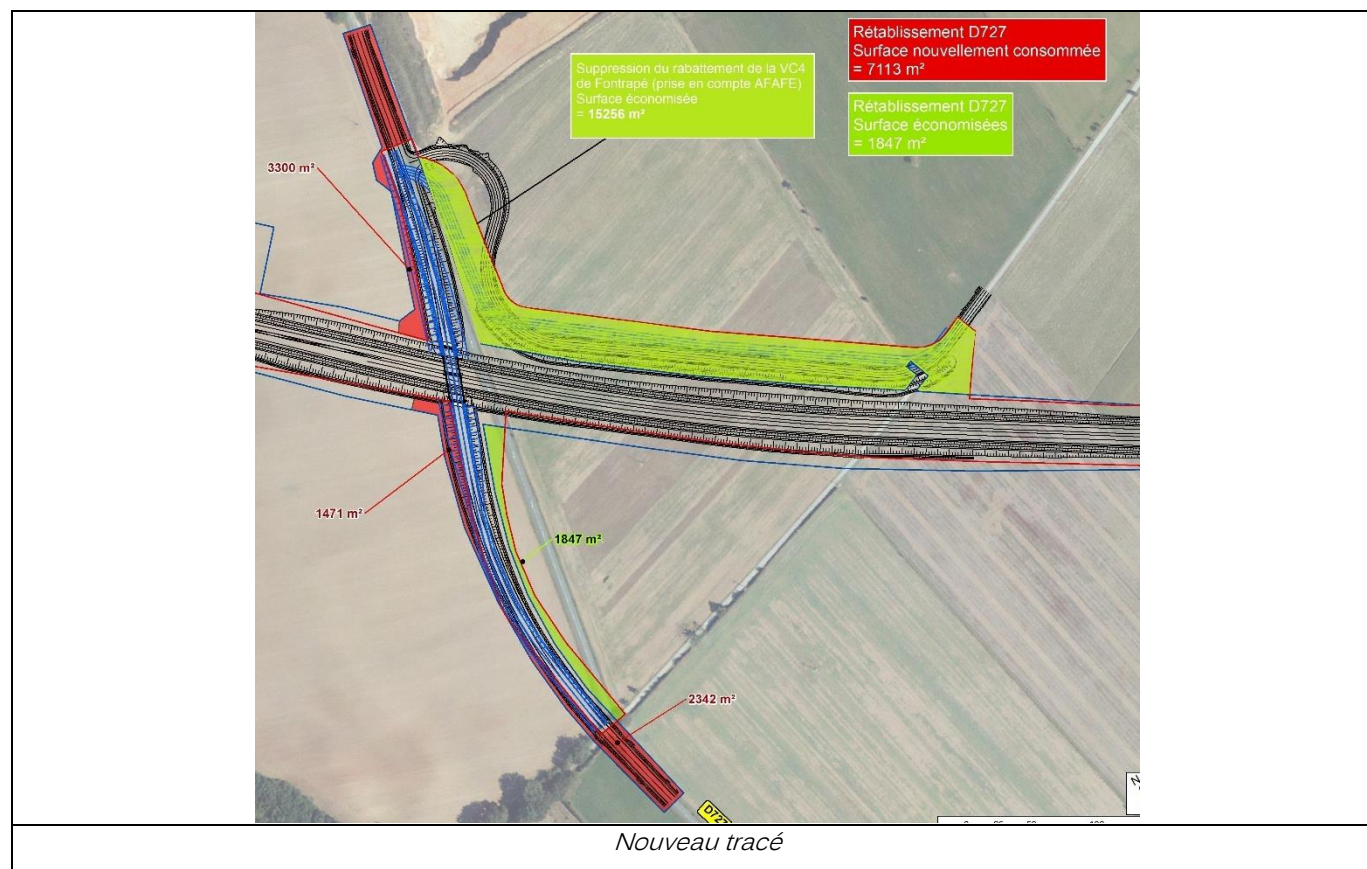 Rétablissement D727
Surface nouvellement consommée
= 7113 m²
Suppression du rabattement de la VC4
de Fontrapé (prise en compte AFAFE)
Surface économisée
= 15256 m²
Rétablissement D727
Surface économisées
= 1847 m²
3300 m²
1471 m²
1847 m²
2342 m²
D727
Nouveau tracé